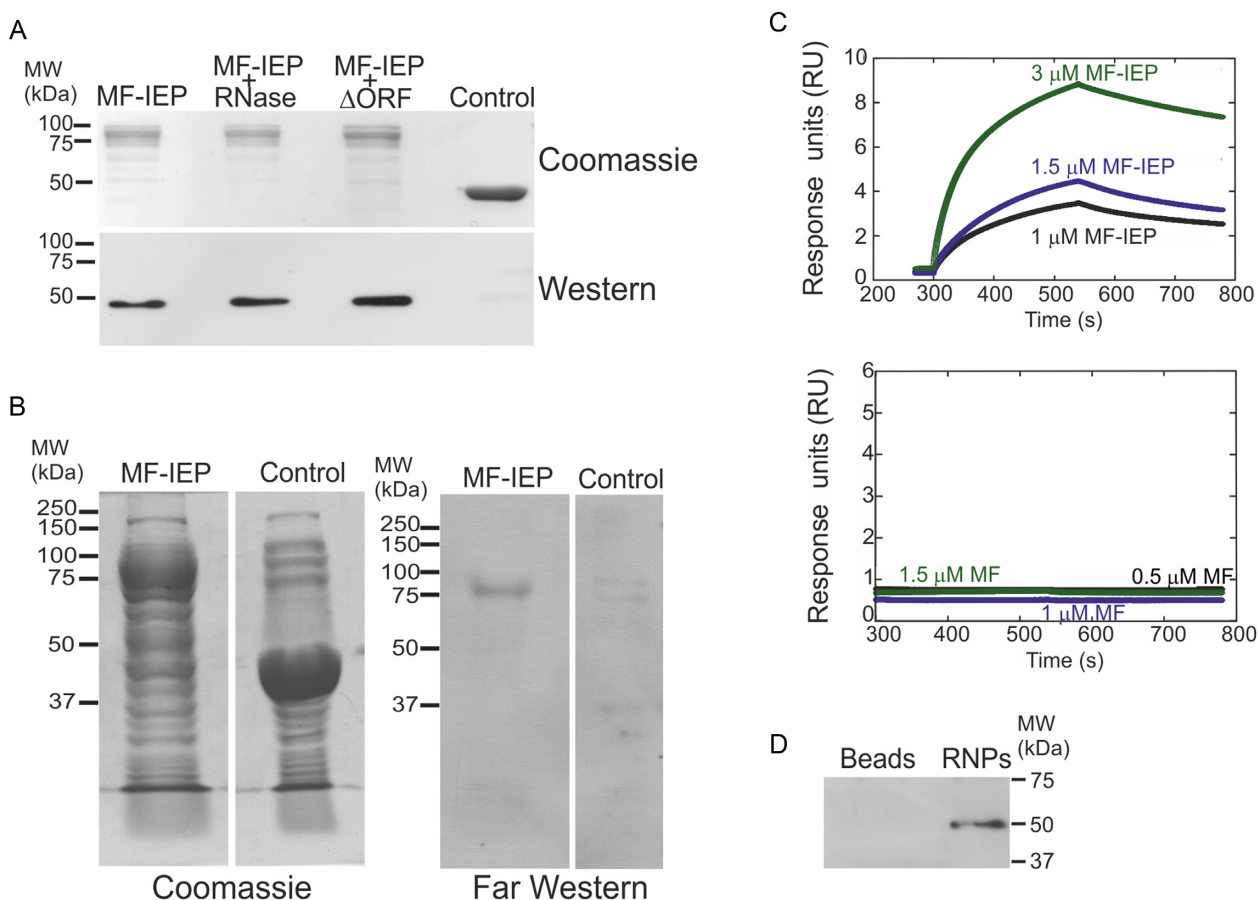 A
MW
(kDa)
MF-IEP
MF-IEP
+
RNase
MF-IEP
+
ΔORF
Control
100
75
50
Coomassie
100
75
50
Western
B
MW
(kDa)
MF-IEP
Control
250
150
100
75
50
37
Coomassie
MW
(kDa)
MF-IEP
Control
250
150
100
75
50
37
Far Western
C
Response units (RU)
10
8
6
4
2
0
3 μM MF-IEP
1.5 μM MF-IEP
1 μM MF-IEP
200 300 400 500 600 700 800
Time (s)
Response units (RU)
6
5
4
3
2
1
0
1.5 μM MF
0.5 μM MF
1 μM MF
300 400 500 600 700 800
Time (s)
D
Beads
RNPs
MW
(kDa)
75
50
37